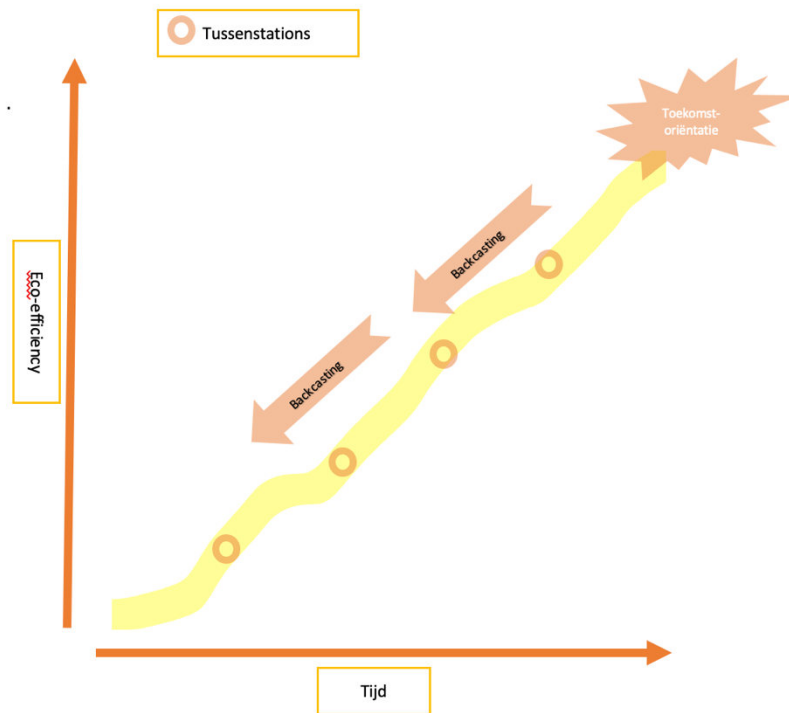 Tussenstations
Toekomst-
oriëntatie
Backcasting
Backcasting
Eco-efficiency
Tijd